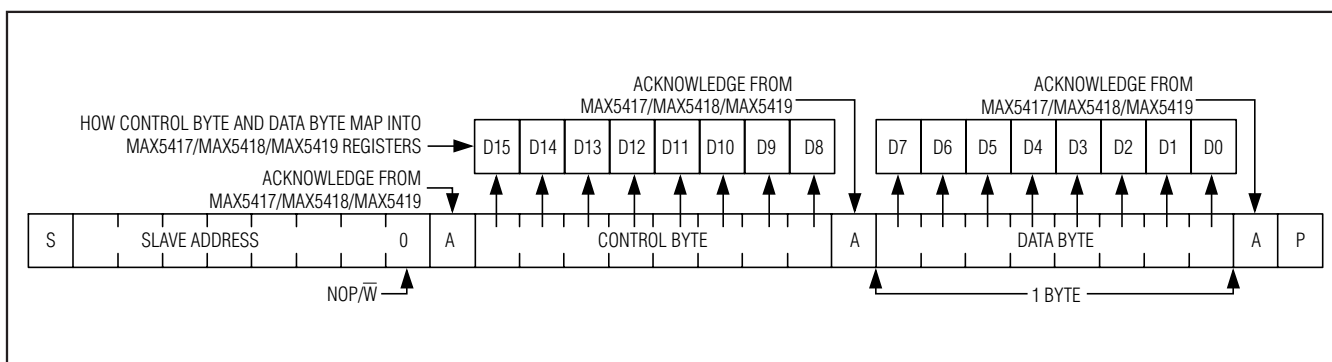 ACKNOWLEDGE FROM
MAX5417/MAX5418/MAX5419
ACKNOWLEDGE FROM
MAX5417/MAX5418/MAX5419
HOW CONTROL BYTE AND DATA BYTE MAP INTO
MAX5417/MAX5418/MAX5419 REGISTERS
D15 D14 D13 D12 D11 D10 D9 D8 D7 D6 D5 D4 D3 D2 D1 D0
ACKNOWLEDGE FROM
MAX5417/MAX5418/MAX5419
S SLAVE ADDRESS 0 A CONTROL BYTE A DATA BYTE A P
NOP/W̅ 1 BYTE